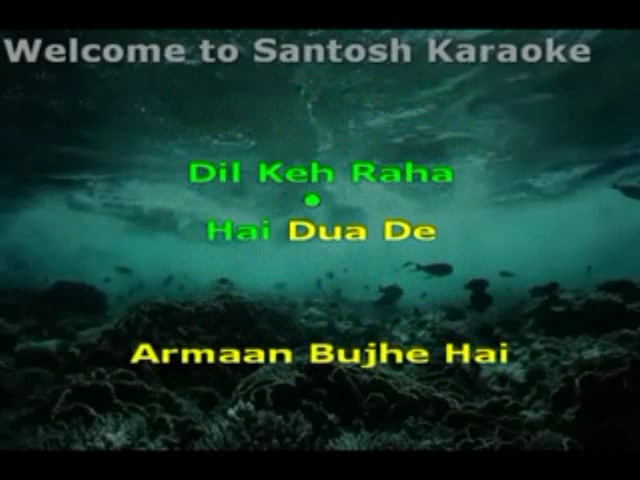 Welcome to Santosh Karaoke
Dil Keh Raha
Hai Dua De
Armaan Bujhe Hai